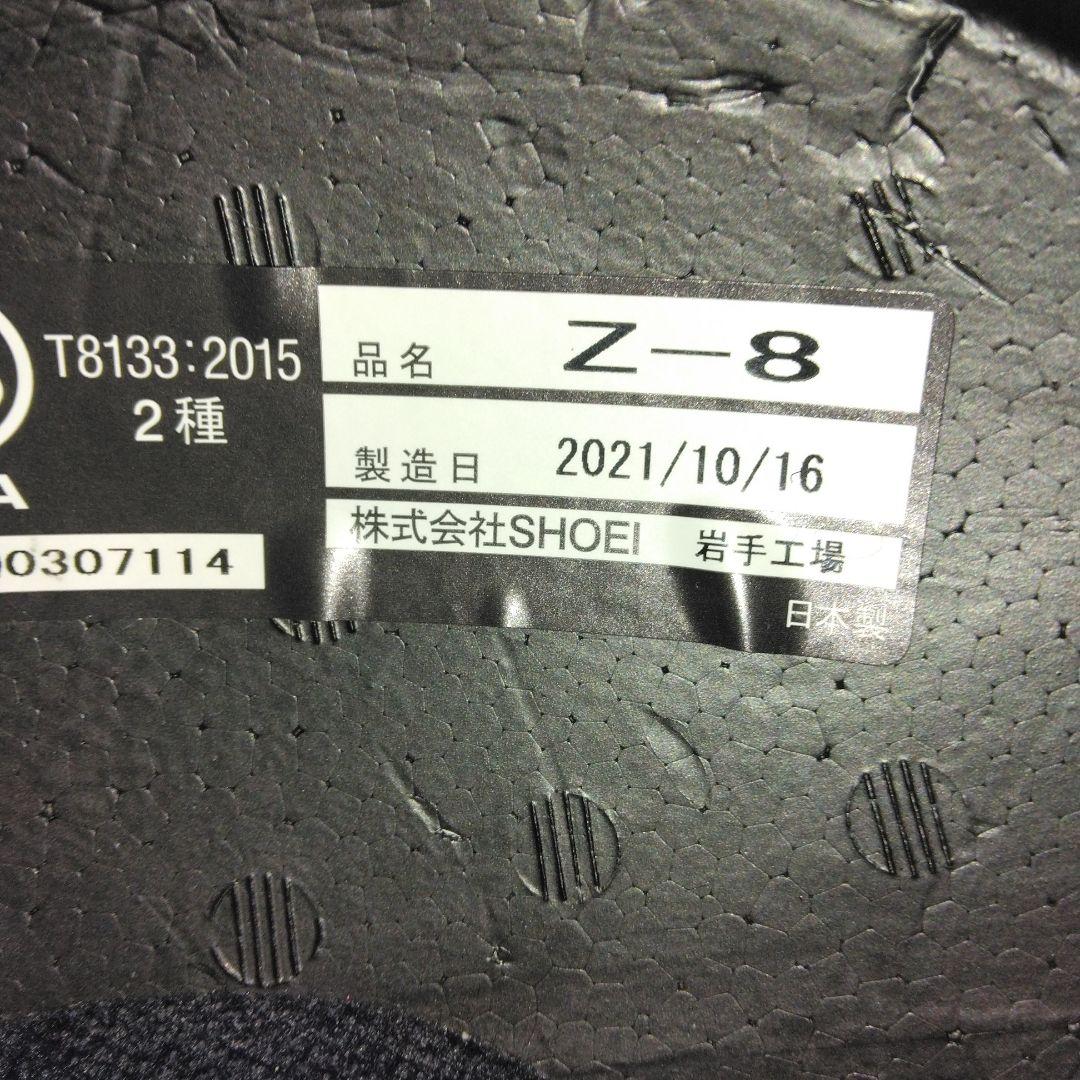 T8133:2015
2種
A
00307114
品名 Z-8
製造日 2021/10/16
株式会社SHOEI 岩手工場
日本製